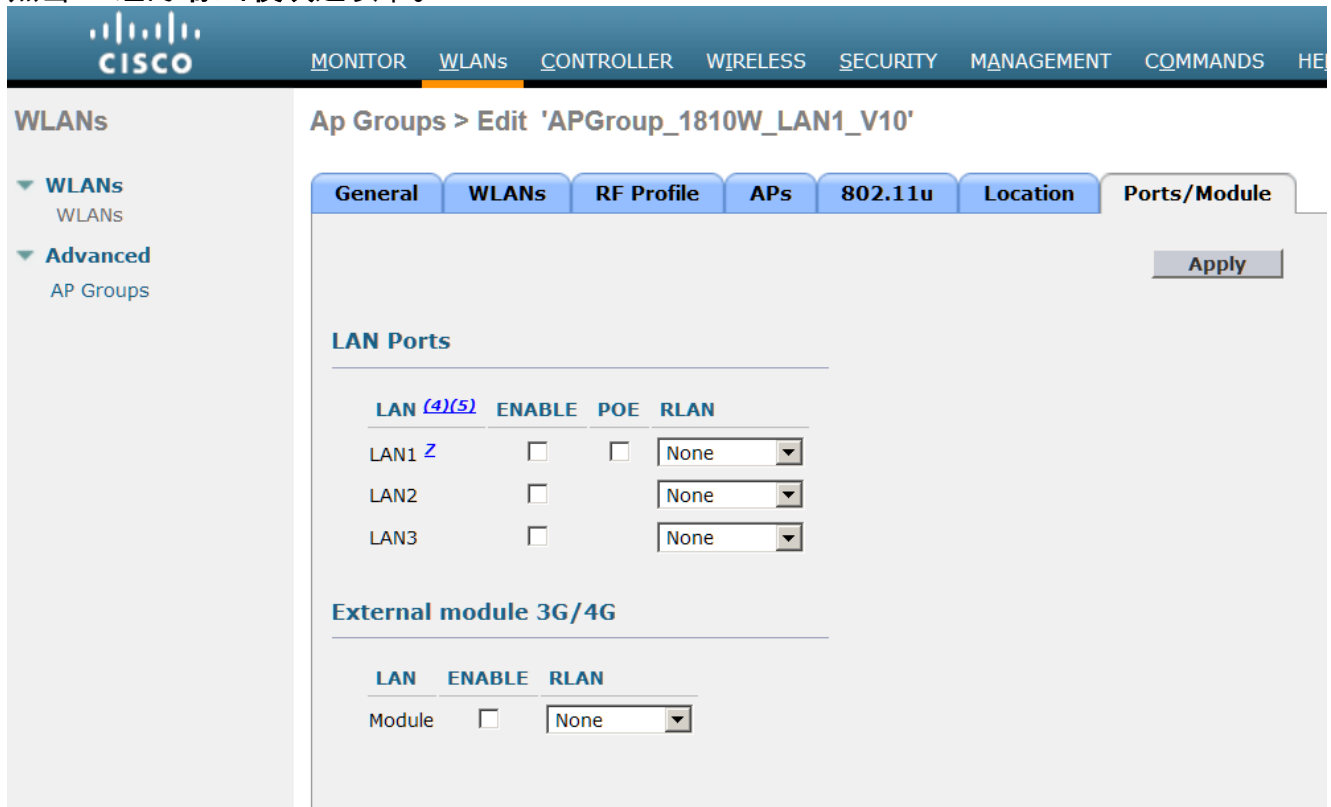 CISCO
MONITOR WLANs CONTROLLER WIRELESS SECURITY MANAGEMENT COMMANDS
WLANs
WLANs
WLANs
Advanced
AP Groups
Ap Groups > Edit 'APGroup_1810W_LAN1_V10'
General WLANs RF Profile APs 802.11u Location Ports/Module
Apply
LAN Ports
LAN (4)(5) ENABLE POE RLAN
LAN1 7 None
LAN2 None
LAN3 None
External module 3G/4G
LAN ENABLE RLAN
Module None